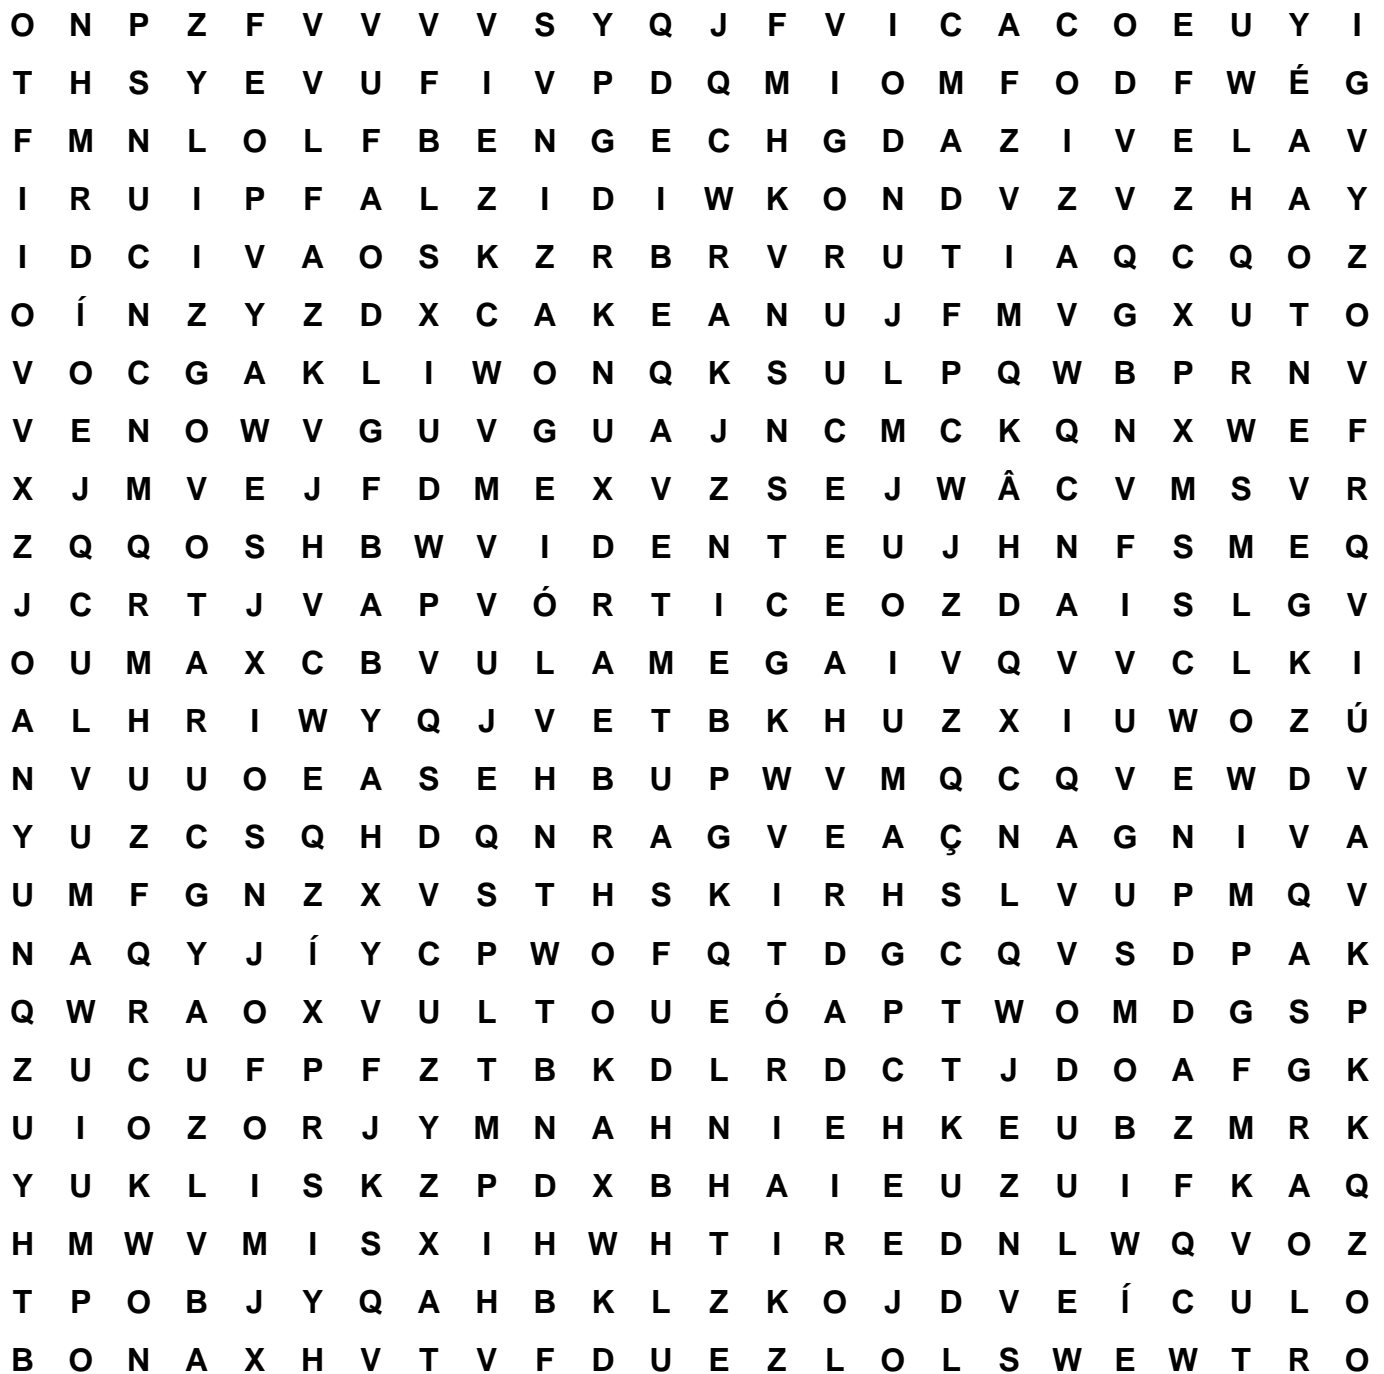 O N P Z F V V V V S Y Q J F V I C A C O E U Y I
T H S Y E V U F I V P D Q M I O M F O D F W É G
F M N L O L F B E N G E C H G D A Z I V E L A V
I R U I P F A L Z I D I W K O N D V Z V Z H A Y
I D C I V A O S K Z R B R V R U T I A Q C Q O Z
O Í N Z Y Z D X C A K E A N U J F M V G X U T O
V O C G A K L I W O N Q K S U L P Q W B P R N V
V E N O W V G U V G U A J N C M C K Q N X W E F
X J M V E J F D M E X V Z S E J W Â C V M S V R
Z Q Q O S H B W V I D E N T E U J H N F S M E Q
J C R T J V A P V Ó R T I C E O Z D A I S L G V
O U M A X C B V U L A M E G A I V Q V V C L K I
A L H R I W Y Q J V E T B K H U Z X I U W O Z Ú
N V U U O E A S E H B U P W V M Q C Q V E W D V
Y U Z C S Q H D Q N R A G V E A Ç N A G N I V A
U M F G N Z X V S T H S K I R H S L V U P M Q V
N A Q Y J Í Y C P W O F Q T D G C Q V S D P A K
Q W R A O X V U L T O U E Ó A P T W O M D G S P
Z U C U F P F Z T B K D L R D C T J D O A F G K
U I O Z O R J Y M N A H N I E H K E U B Z M R K
Y U K L I S K Z P D X B H A I E U Z U I F K A Q
H M W V M I S X I H W H T I R E D N L W Q V O Z
T P O B J Y Q A H B K L Z K O J D V E Í C U L O
B O N A X H V T V F D U E Z L O L S W E W T R O